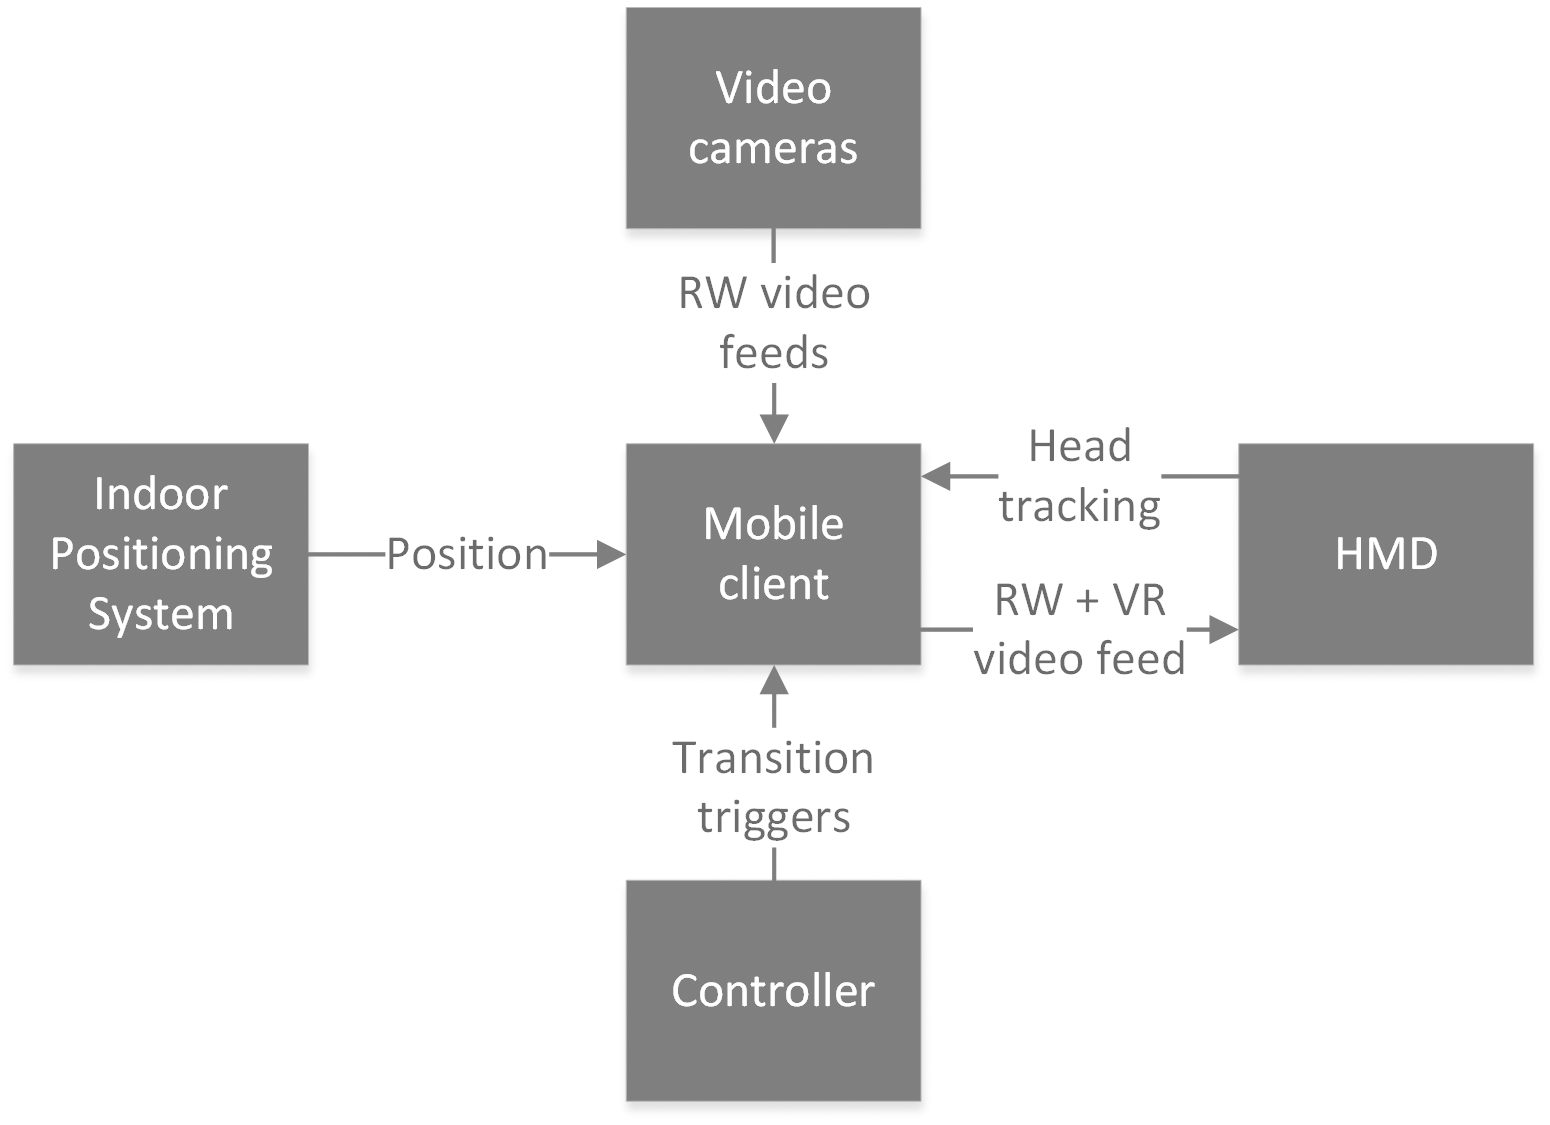 Video
cameras
RW video
feeds
Indoor
Positioning
System
Position
Mobile
client
Head
tracking
RW + VR
video feed
HMD
Transition
triggers
Controller